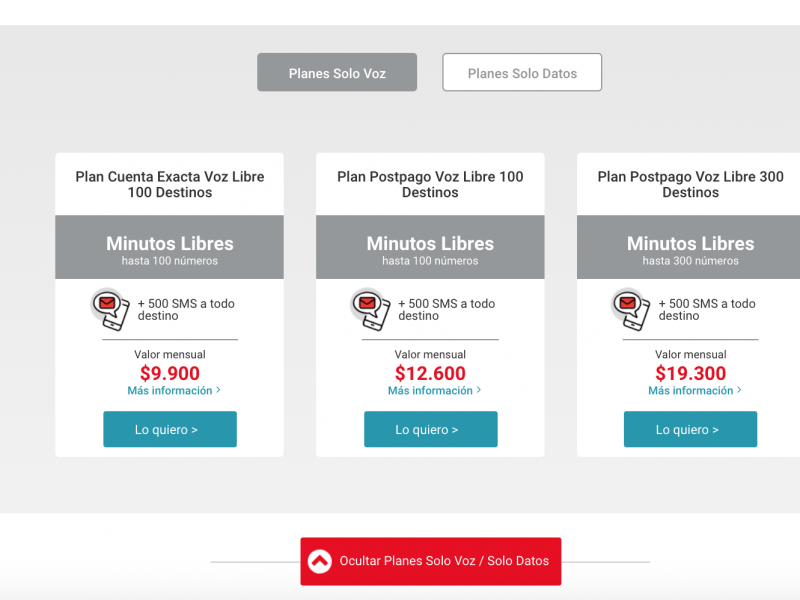 Planes Solo Voz
Planes Solo Datos
Plan Cuenta Exacta Voz Libre
100 Destinos
Minutos Libres
hasta 100 números
+ 500 SMS a todo
destino
Valor mensual
$9.900
Más información >
Lo quiero >
Plan Postpago Voz Libre 100
Destinos
Minutos Libres
hasta 100 números
+ 500 SMS a todo
destino
Valor mensual
$12.600
Más información >
Lo quiero >
Plan Postpago Voz Libre 300
Destinos
Minutos Libres
hasta 300 números
+ 500 SMS a todo
destino
Valor mensual
$19.300
Más información >
Lo quiero >
Ocultar Planes Solo Voz / Solo Datos